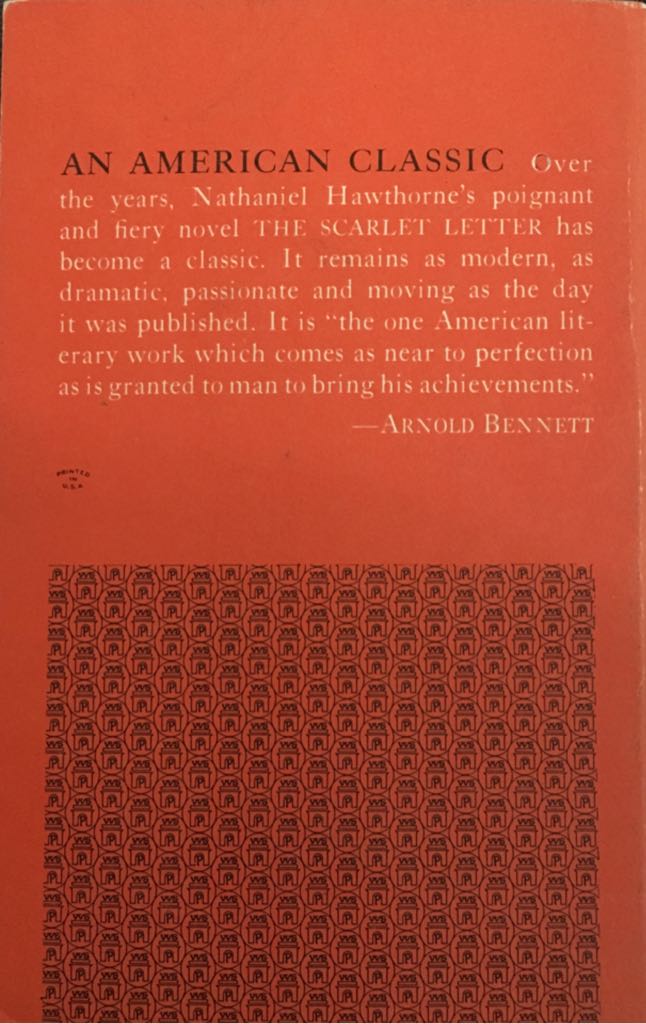 AN AMERICAN CLASSIC Over
the years, Nathaniel Hawthorne's poignant
and fiery novel THE SCARLET LETTER has
become a classic. It remains as modern, as
dramatic, passionate and moving as the day
it was published. It is "the one American lit-
erary work which comes as near to perfection
as is granted to man to bring his achievements."
—ARNOLD BENNETT
PRINTED
IN
U.S.A